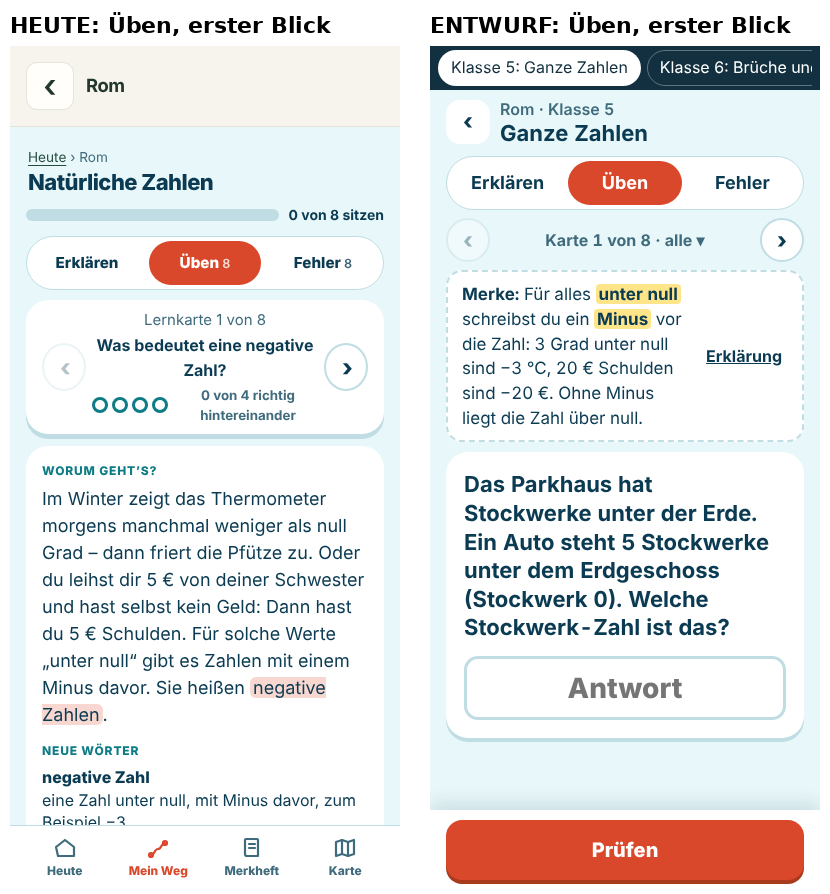 HEUTE: Üben, erster Blick
‹ Rom
Heute › Rom
Natürliche Zahlen
0 von 8 sitzen
Erklären Üben 8 Fehler 8
Lernkarte 1 von 8
‹ Was bedeutet eine negative ›
Zahl?
0 von 4 richtig
hintereinander
WORUM GEHT'S?
Im Winter zeigt das Thermometer
morgens manchmal weniger als null
Grad – dann friert die Pfütze zu. Oder
du leihst dir 5 € von deiner Schwester
und hast selbst kein Geld: Dann hast
du 5 € Schulden. Für solche Werte
„unter null“ gibt es Zahlen mit einem
Minus davor. Sie heißen negative
Zahlen.
NEUE WÖRTER
negative Zahl
eine Zahl unter null, mit Minus davor, zum
Beispiel −3
Heute Mein Weg Merkheft Karte
ENTWURF: Üben, erster Blick
Klasse 5: Ganze Zahlen Klasse 6: Brüche
‹ Rom · Klasse 5
Ganze Zahlen
Erklären Üben Fehler
‹ Karte 1 von 8 · alle ▾ ›
Merke: Für alles unter null
schreibst du ein Minus vor
die Zahl: 3 Grad unter null
sind −3 °C, 20 € Schulden
sind −20 €. Ohne Minus
liegt die Zahl über null.
Erklärung
Das Parkhaus hat
Stockwerke unter der Erde.
Ein Auto steht 5 Stockwerke
unter dem Erdgeschoss
(Stockwerk 0). Welche
Stockwerk-Zahl ist das?
Antwort
Prüfen